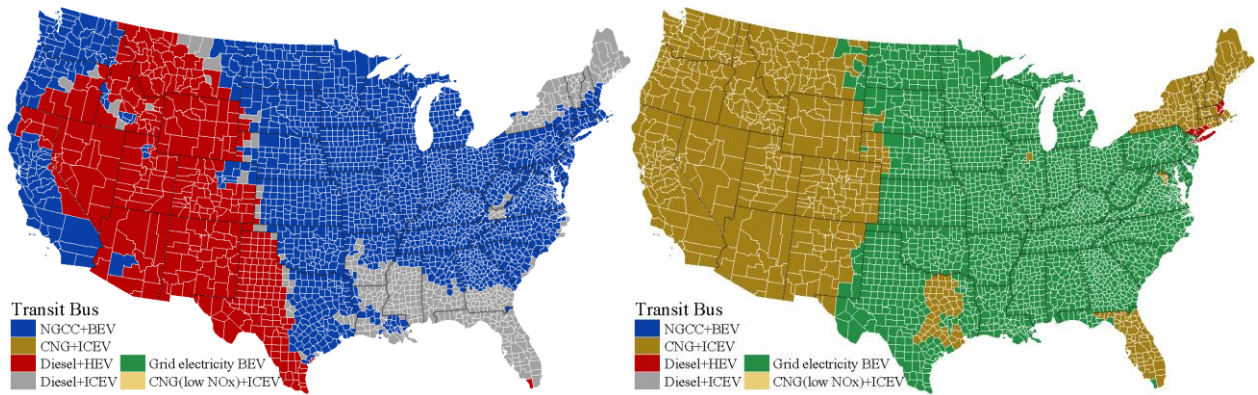 Transit Bus
NGCC+BEV
CNG+ICEV
Diesel+HEV Grid electricity BEV
Diesel+ICEV CNG(low NOx)+ICEV
Transit Bus
NGCC+BEV
CNG+ICEV
Diesel+HEV Grid electricity BEV
Diesel+ICEV CNG(low NOx)+ICEV